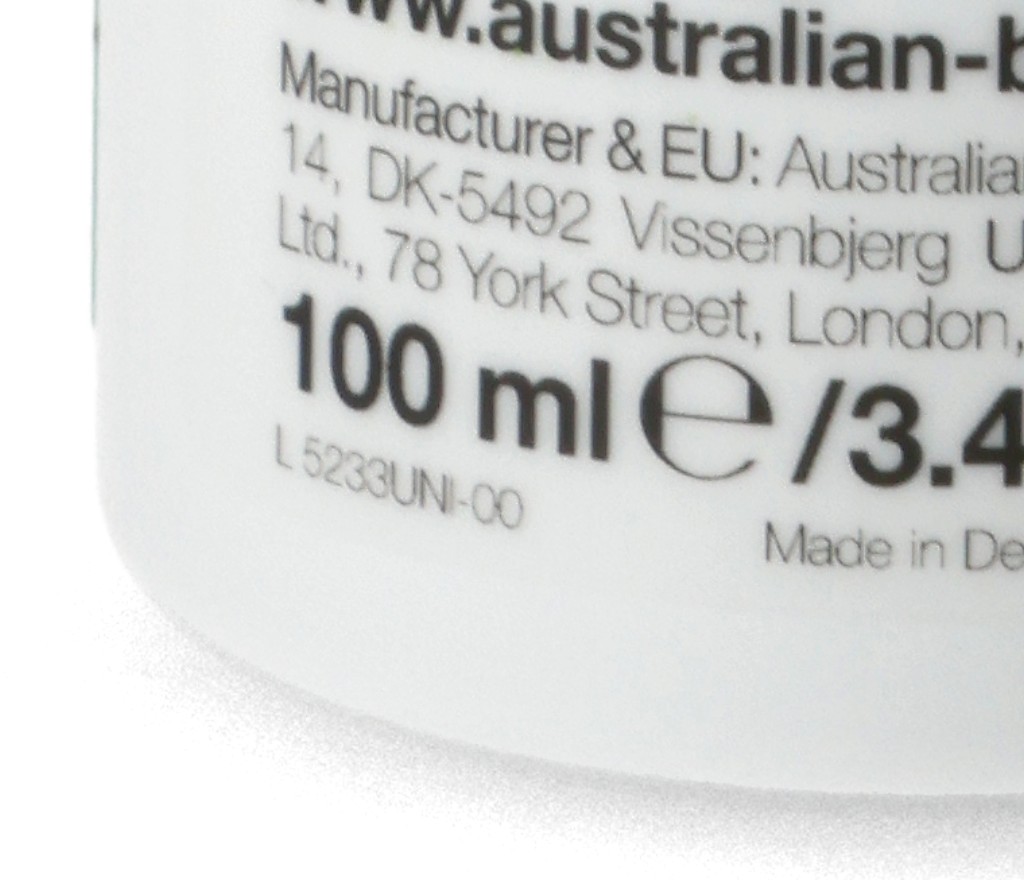 www.australian-b
Manufacturer & EU: Australia
14, DK-5492 Vissenbjerg U
Ltd., 78 York Street, London,
100 ml ℮/3.4
L 5233UNI-00
Made in De